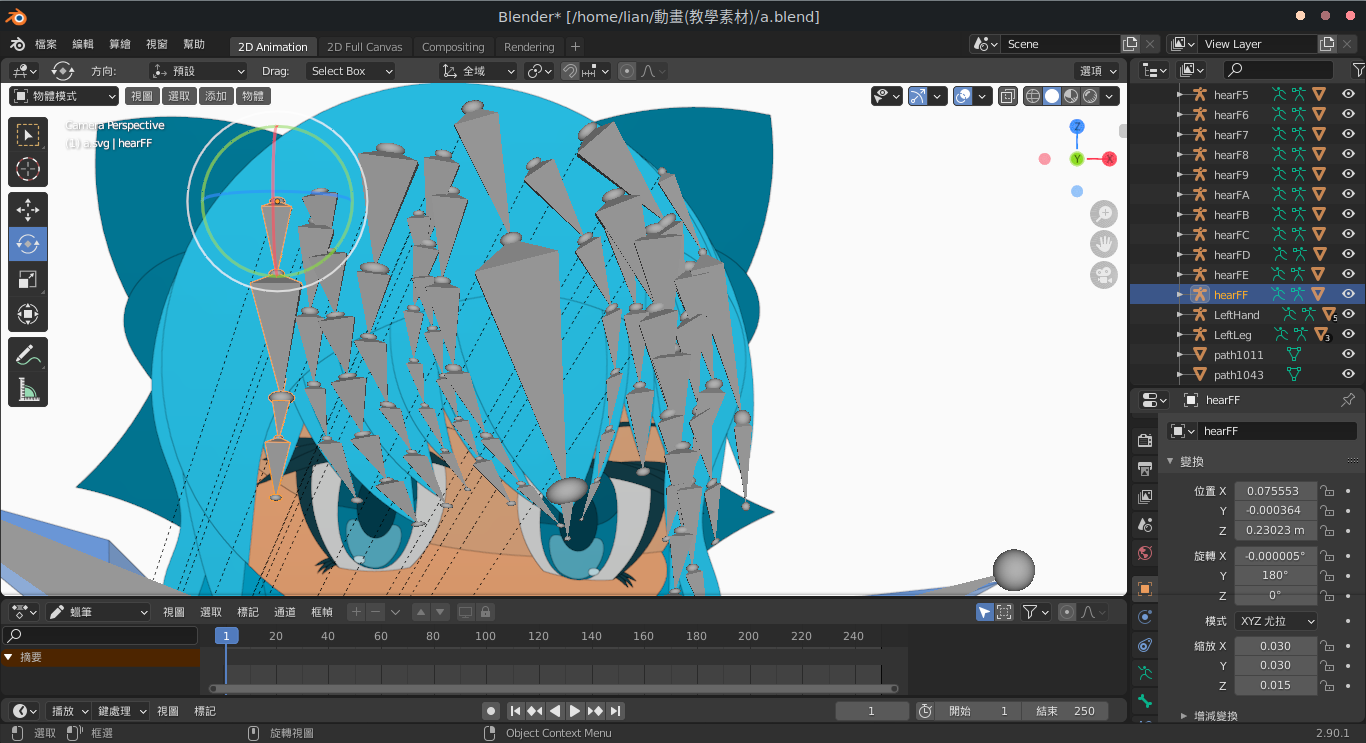 Blender* [/home/lian/動畫(教學素材)/a.blend]
檔案 編輯 算繪 視窗 幫助 2D Animation 2D Full Canvas Compositing Rendering + Scene View Layer
方向: 預設 Drag: Select Box 全域 選項
物體模式 視圖 選取 添加 物體
Camera Perspective
(1) a.svg | hearFF
Z
Y
X
hearF5
hearF6
hearF7
hearF8
hearF9
hearFA
hearFB
hearFC
hearFD
hearFE
hearFF
LeftHand 5
LeftLeg 3
path1011
path1043
hearFF
hearFF
變換
位置 X 0.075553
Y -0.000364
Z 0.23023 m
旋轉 X -0.000005°
Y 180°
Z 0°
模式 XYZ 尤拉
縮放 X 0.030
Y 0.030
Z 0.015
增減變換
蠟筆 視圖 選取 標記 通道 框幀
1 20 40 60 80 100 120 140 160 180 200 220 240
摘要
播放 鍵處理 視圖 標記 1 開始 1 結束 250
選取 框選 旋轉視圖 Object Context Menu 2.90.1